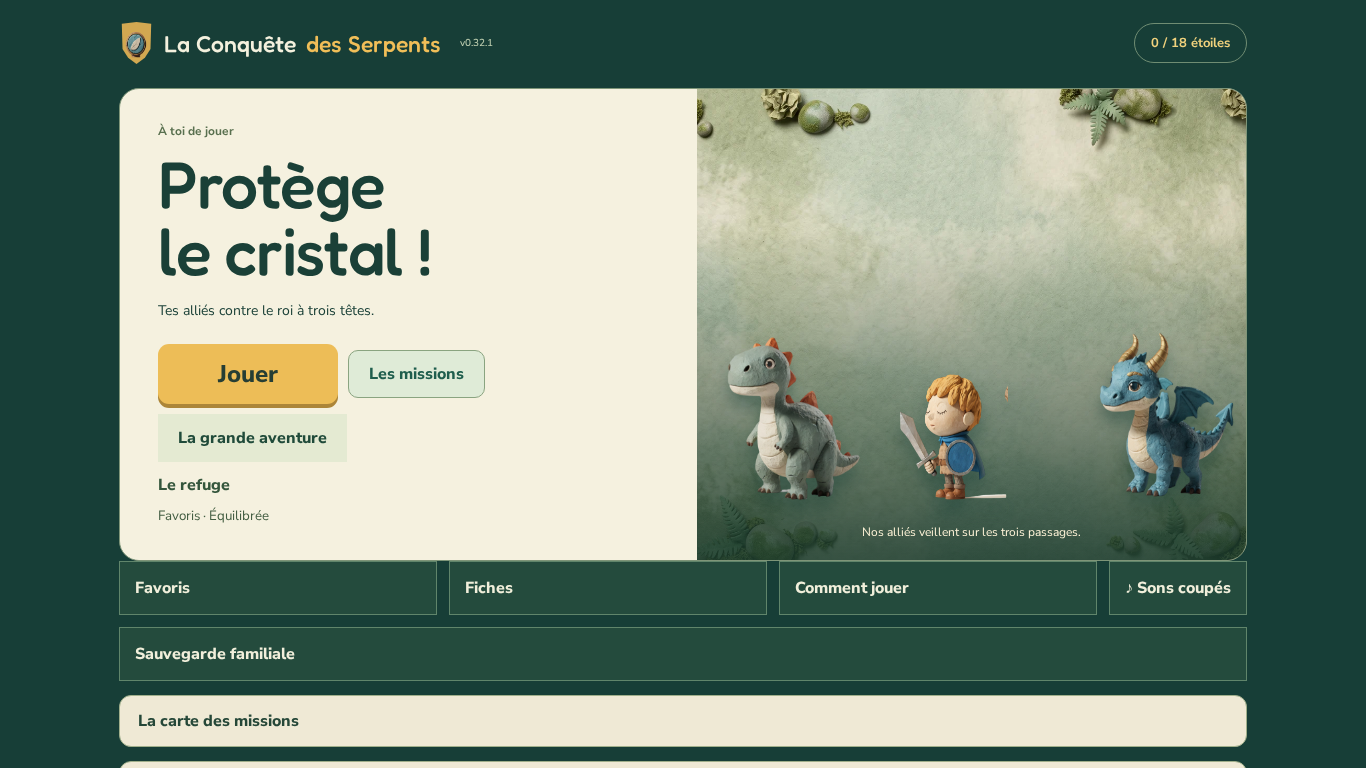 La Conquête des Serpents v0.32.1
0 / 18 étoiles
À toi de jouer
Protège
le cristal !
Tes alliés contre le roi à trois têtes.
Jouer
Les missions
La grande aventure
Le refuge
Favoris · Équilibrée
Nos alliés veillent sur les trois passages.
Favoris
Fiches
Comment jouer
♪ Sons coupés
Sauvegarde familiale
La carte des missions